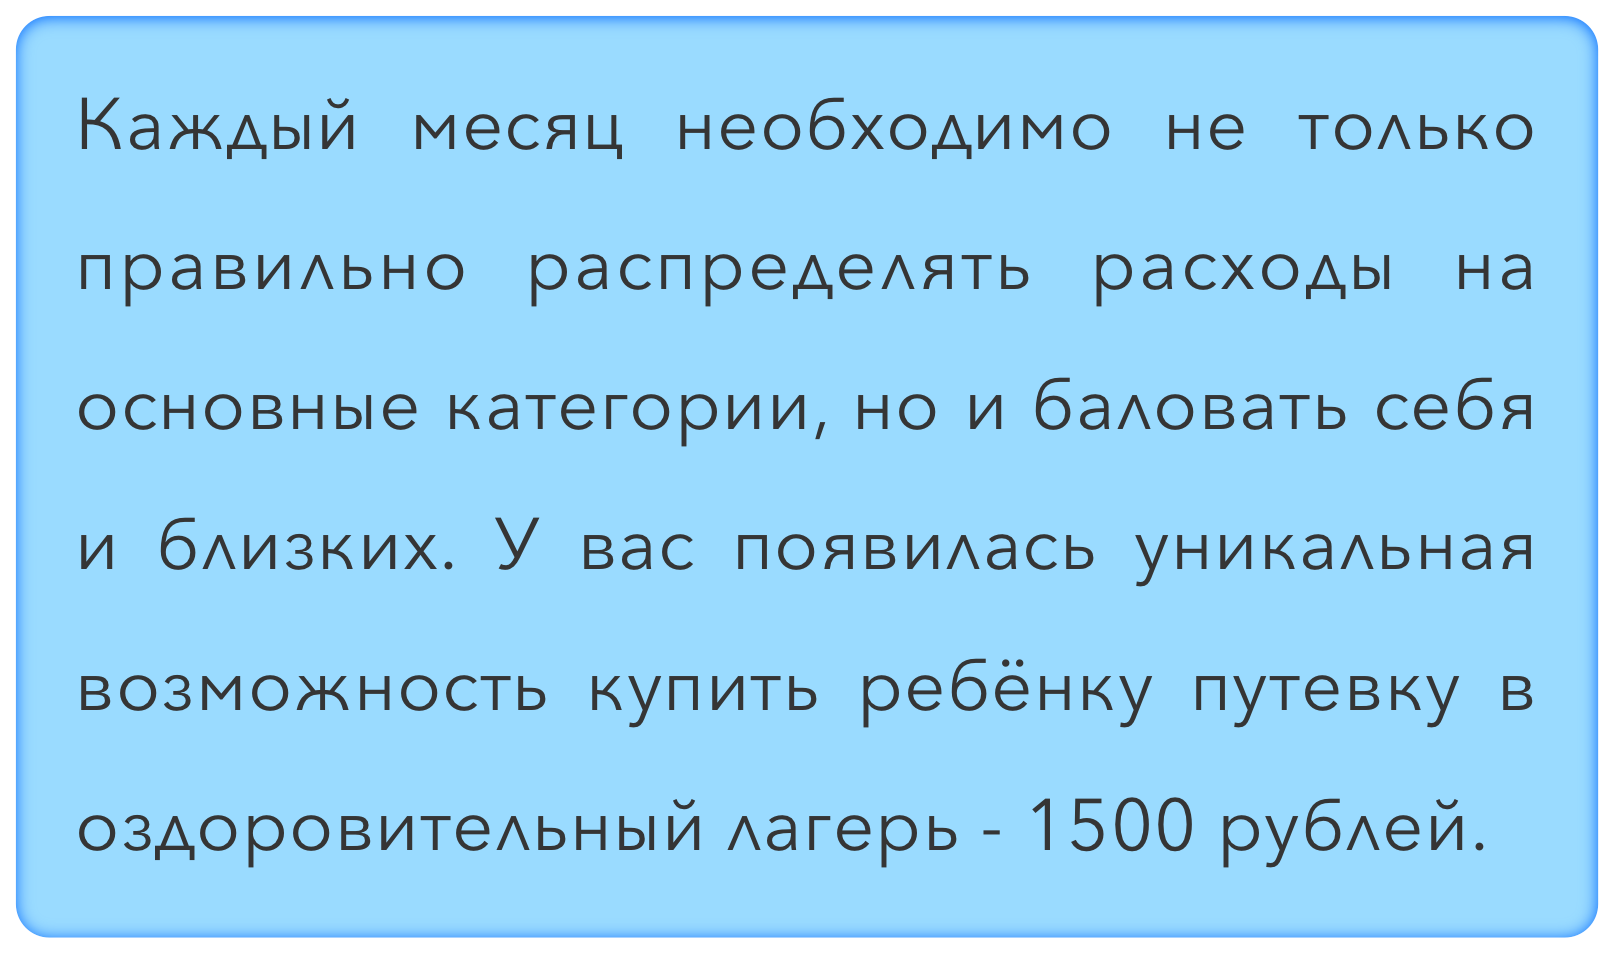 Каждый месяц необходимо не только
правильно распределять расходы на
основные категории, но и баловать себя
и близких. У вас появилась уникальная
возможность купить ребёнку путевку в
оздоровительный лагерь - 1500 рублей.